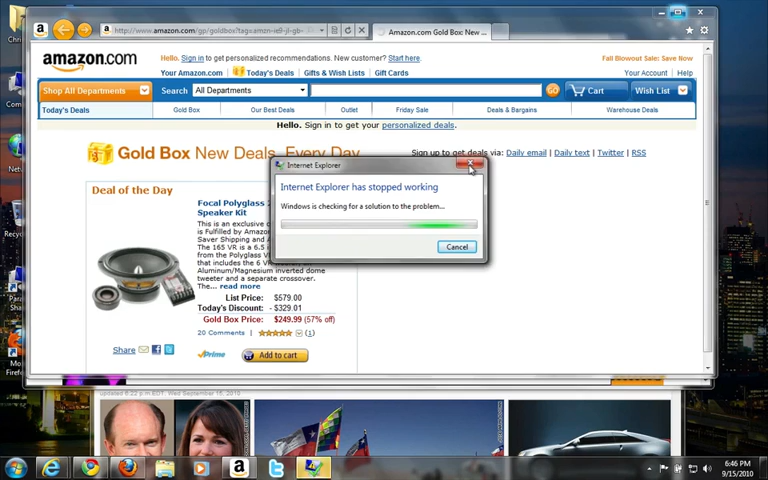 http://www.amazon.com/gp/goldbox?tag=amzn-ie9-jl-gb-
Amazon.com Gold Box: New ...
amazon.com
Hello. Sign in to get personalized recommendations. New customer? Start here.
Fall Blowout Sale: Save Now
Your Amazon.com
Today's Deals
Gifts & Wish Lists
Gift Cards
Your Account
Help
Shop All Departments
Search
All Departments
GO
Cart
Wish List
Today's Deals
Gold Box
Our Best Deals
Outlet
Friday Sale
Deals & Bargains
Warehouse Deals
Hello. Sign in to get your personalized deals.
Gold Box New Deals. Every Day
Sign up to get deals via: Daily email | Daily text | Twitter | RSS
Internet Explorer
Internet Explorer has stopped working
Windows is checking for a solution to the problem...
Cancel
Deal of the Day
Focal Polyglass
Speaker Kit
This is an exclusive
is Fulfilled by Amazon
Saver Shipping and A
The 165 VR is a 6.5 i
from the Polyglass V
that includes the 6 VR
Aluminum/Magnesium inverted dome
tweeter and a separate crossover.
The... read more
List Price: $579.00
Today's Discount: - $329.01
Gold Box Price: $249.99 (57% off)
20 Comments
(1)
Share
Prime
Add to cart
updated 6:22 p.m. EDT, Wed September 15, 2010
6:46 PM
9/15/2010